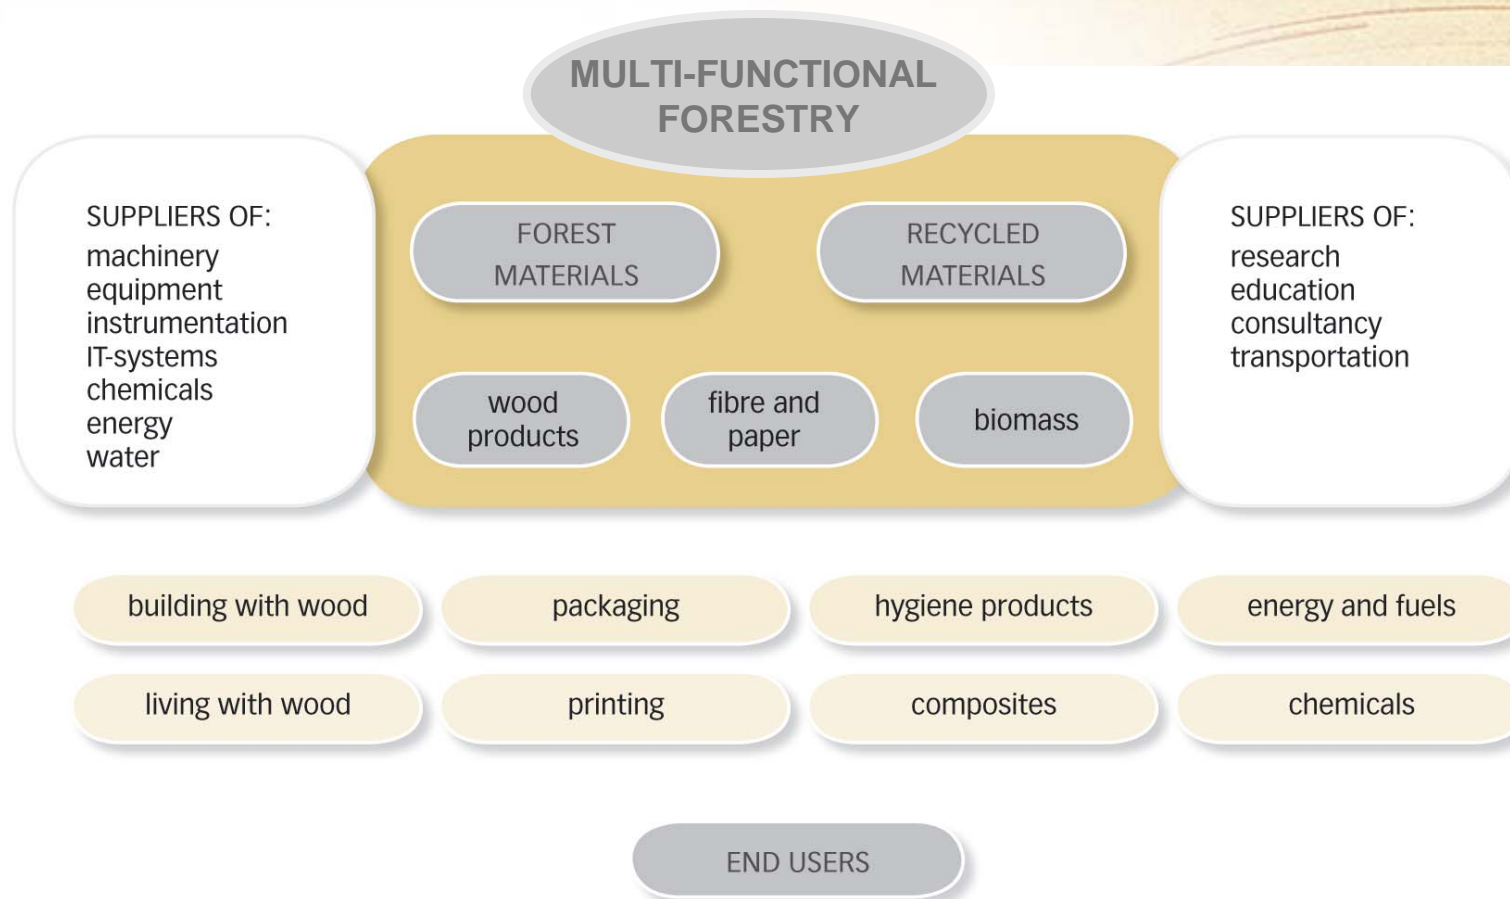 MULTI-FUNCTIONAL
FORESTRY
SUPPLIERS OF:
machinery
equipment
instrumentation
IT-systems
chemicals
energy
water
FOREST
MATERIALS
RECYCLED
MATERIALS
wood
products
fibre and
paper
biomass
SUPPLIERS OF:
research
education
consultancy
transportation
building with wood
packaging
hygiene products
energy and fuels
living with wood
printing
composites
chemicals
END USERS